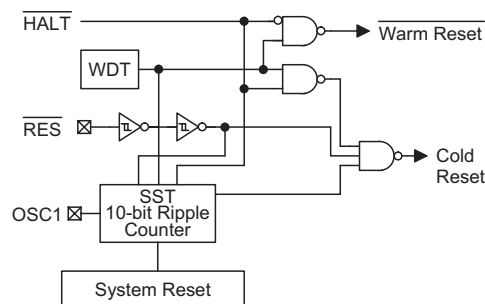 HALT
Warm Reset
WDT
RES
Cold
Reset
SST
10-bit Ripple
Counter
OSC1
System Reset